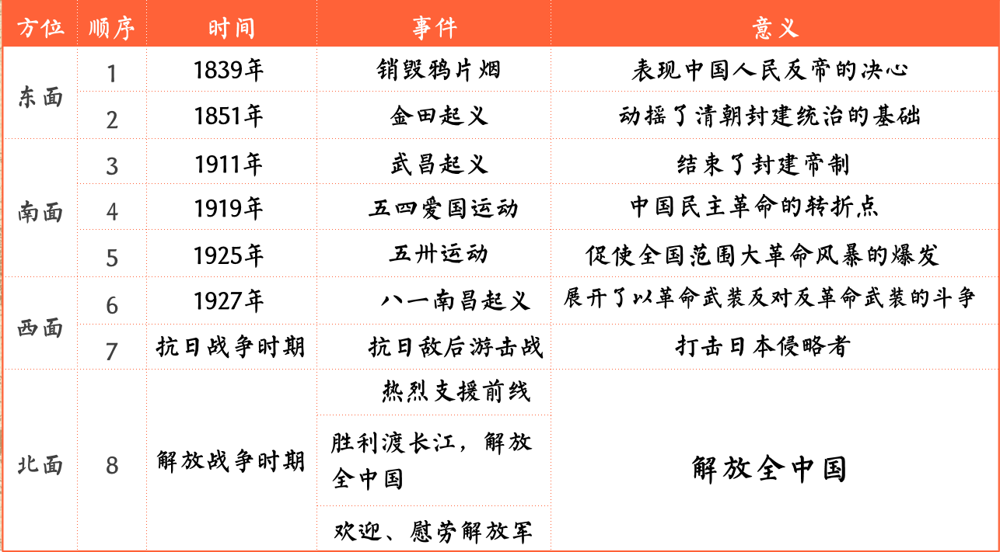 方位 顺序 时间 事件 意义
东面 1 1839年 销毁鸦片烟 表现中国人民反帝的决心
2 1851年 金田起义 动摇了清朝封建统治的基础
南面 3 1911年 武昌起义 结束了封建帝制
4 1919年 五四爱国运动 中国民主革命的转折点
5 1925年 五卅运动 促使全国范围大革命风暴的爆发
西面 6 1927年 八一南昌起义 展开了以革命武装反对反革命武装的斗争
7 抗日战争时期 抗日敌后游击战 打击日本侵略者
北面 8 解放战争时期 热烈支援前线 解放全中国
胜利渡长江，解放
全中国
欢迎、慰劳解放军